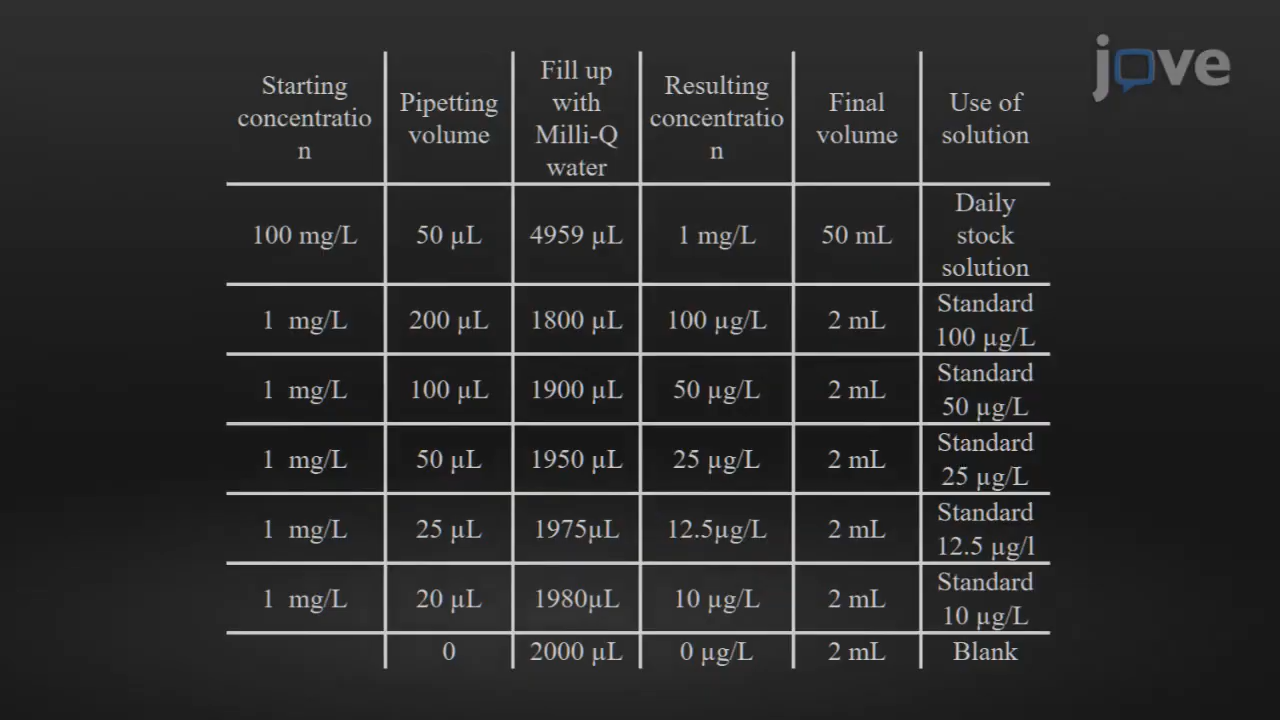 jove
Starting
concentratio
n
Pipetting
volume
Fill up
with
Milli-Q
water
Resulting
concentratio
n
Final
volume
Use of
solution
100 mg/L
50 µL
4959 µL
1 mg/L
50 mL
Daily
stock
solution
1 mg/L
200 µL
1800 µL
100 µg/L
2 mL
Standard
100 µg/L
1 mg/L
100 µL
1900 µL
50 µg/L
2 mL
Standard
50 µg/L
1 mg/L
50 µL
1950 µL
25 µg/L
2 mL
Standard
25 µg/L
1 mg/L
25 µL
1975µL
12.5µg/L
2 mL
Standard
12.5 µg/l
1 mg/L
20 µL
1980µL
10 µg/L
2 mL
Standard
10 µg/L
0
2000 µL
0 µg/L
2 mL
Blank